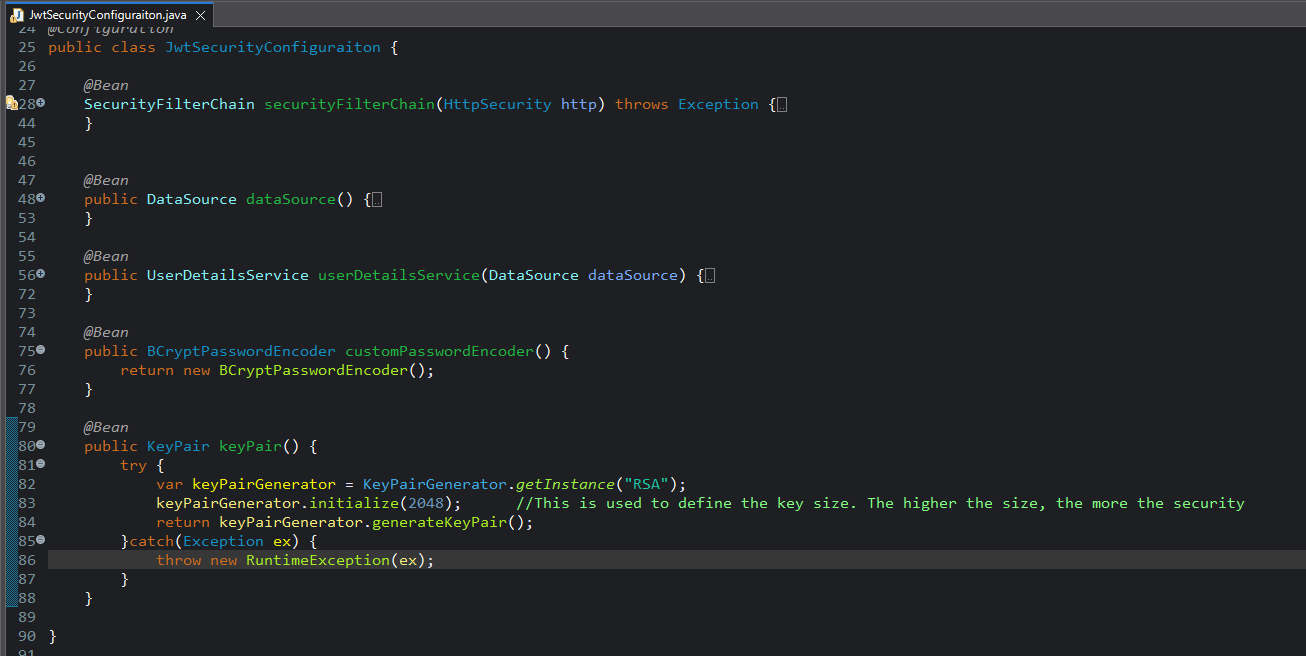 JwtSecurityConfiguraiton.java
24 @Configuration
25 public class JwtSecurityConfiguraiton {
26
27 @Bean
28 SecurityFilterChain securityFilterChain(HttpSecurity http) throws Exception {
44 }
45
46
47 @Bean
48 public DataSource dataSource() {
53 }
54
55 @Bean
56 public UserDetailsService userDetailsService(DataSource dataSource) {
72 }
73
74 @Bean
75 public BCryptPasswordEncoder customPasswordEncoder() {
76 return new BCryptPasswordEncoder();
77 }
78
79 @Bean
80 public KeyPair keyPair() {
81 try {
82 var keyPairGenerator = KeyPairGenerator.getInstance("RSA");
83 keyPairGenerator.initialize(2048); //This is used to define the key size. The higher the size, the more the security
84 return keyPairGenerator.generateKeyPair();
85 }catch(Exception ex) {
86 throw new RuntimeException(ex);
87 }
88 }
89
90 }
91